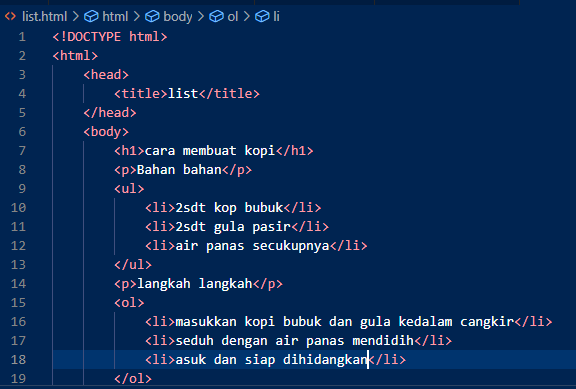 list.html > html > body > ol > li
1 <!DOCTYPE html>
2 <html>
3 <head>
4 <title>list</title>
5 </head>
6 <body>
7 <h1>cara membuat kopi</h1>
8 <p>Bahan bahan</p>
9 <ul>
10 <li>2sdt kop bubuk</li>
11 <li>2sdt gula pasir</li>
12 <li>air panas secukupnya</li>
13 </ul>
14 <p>langkah langkah</p>
15 <ol>
16 <li>masukkan kopi bubuk dan gula kedalam cangkir</li>
17 <li>seduh dengan air panas mendidih</li>
18 <li>asuk dan siap dihidangkan</li>
19 </ol>